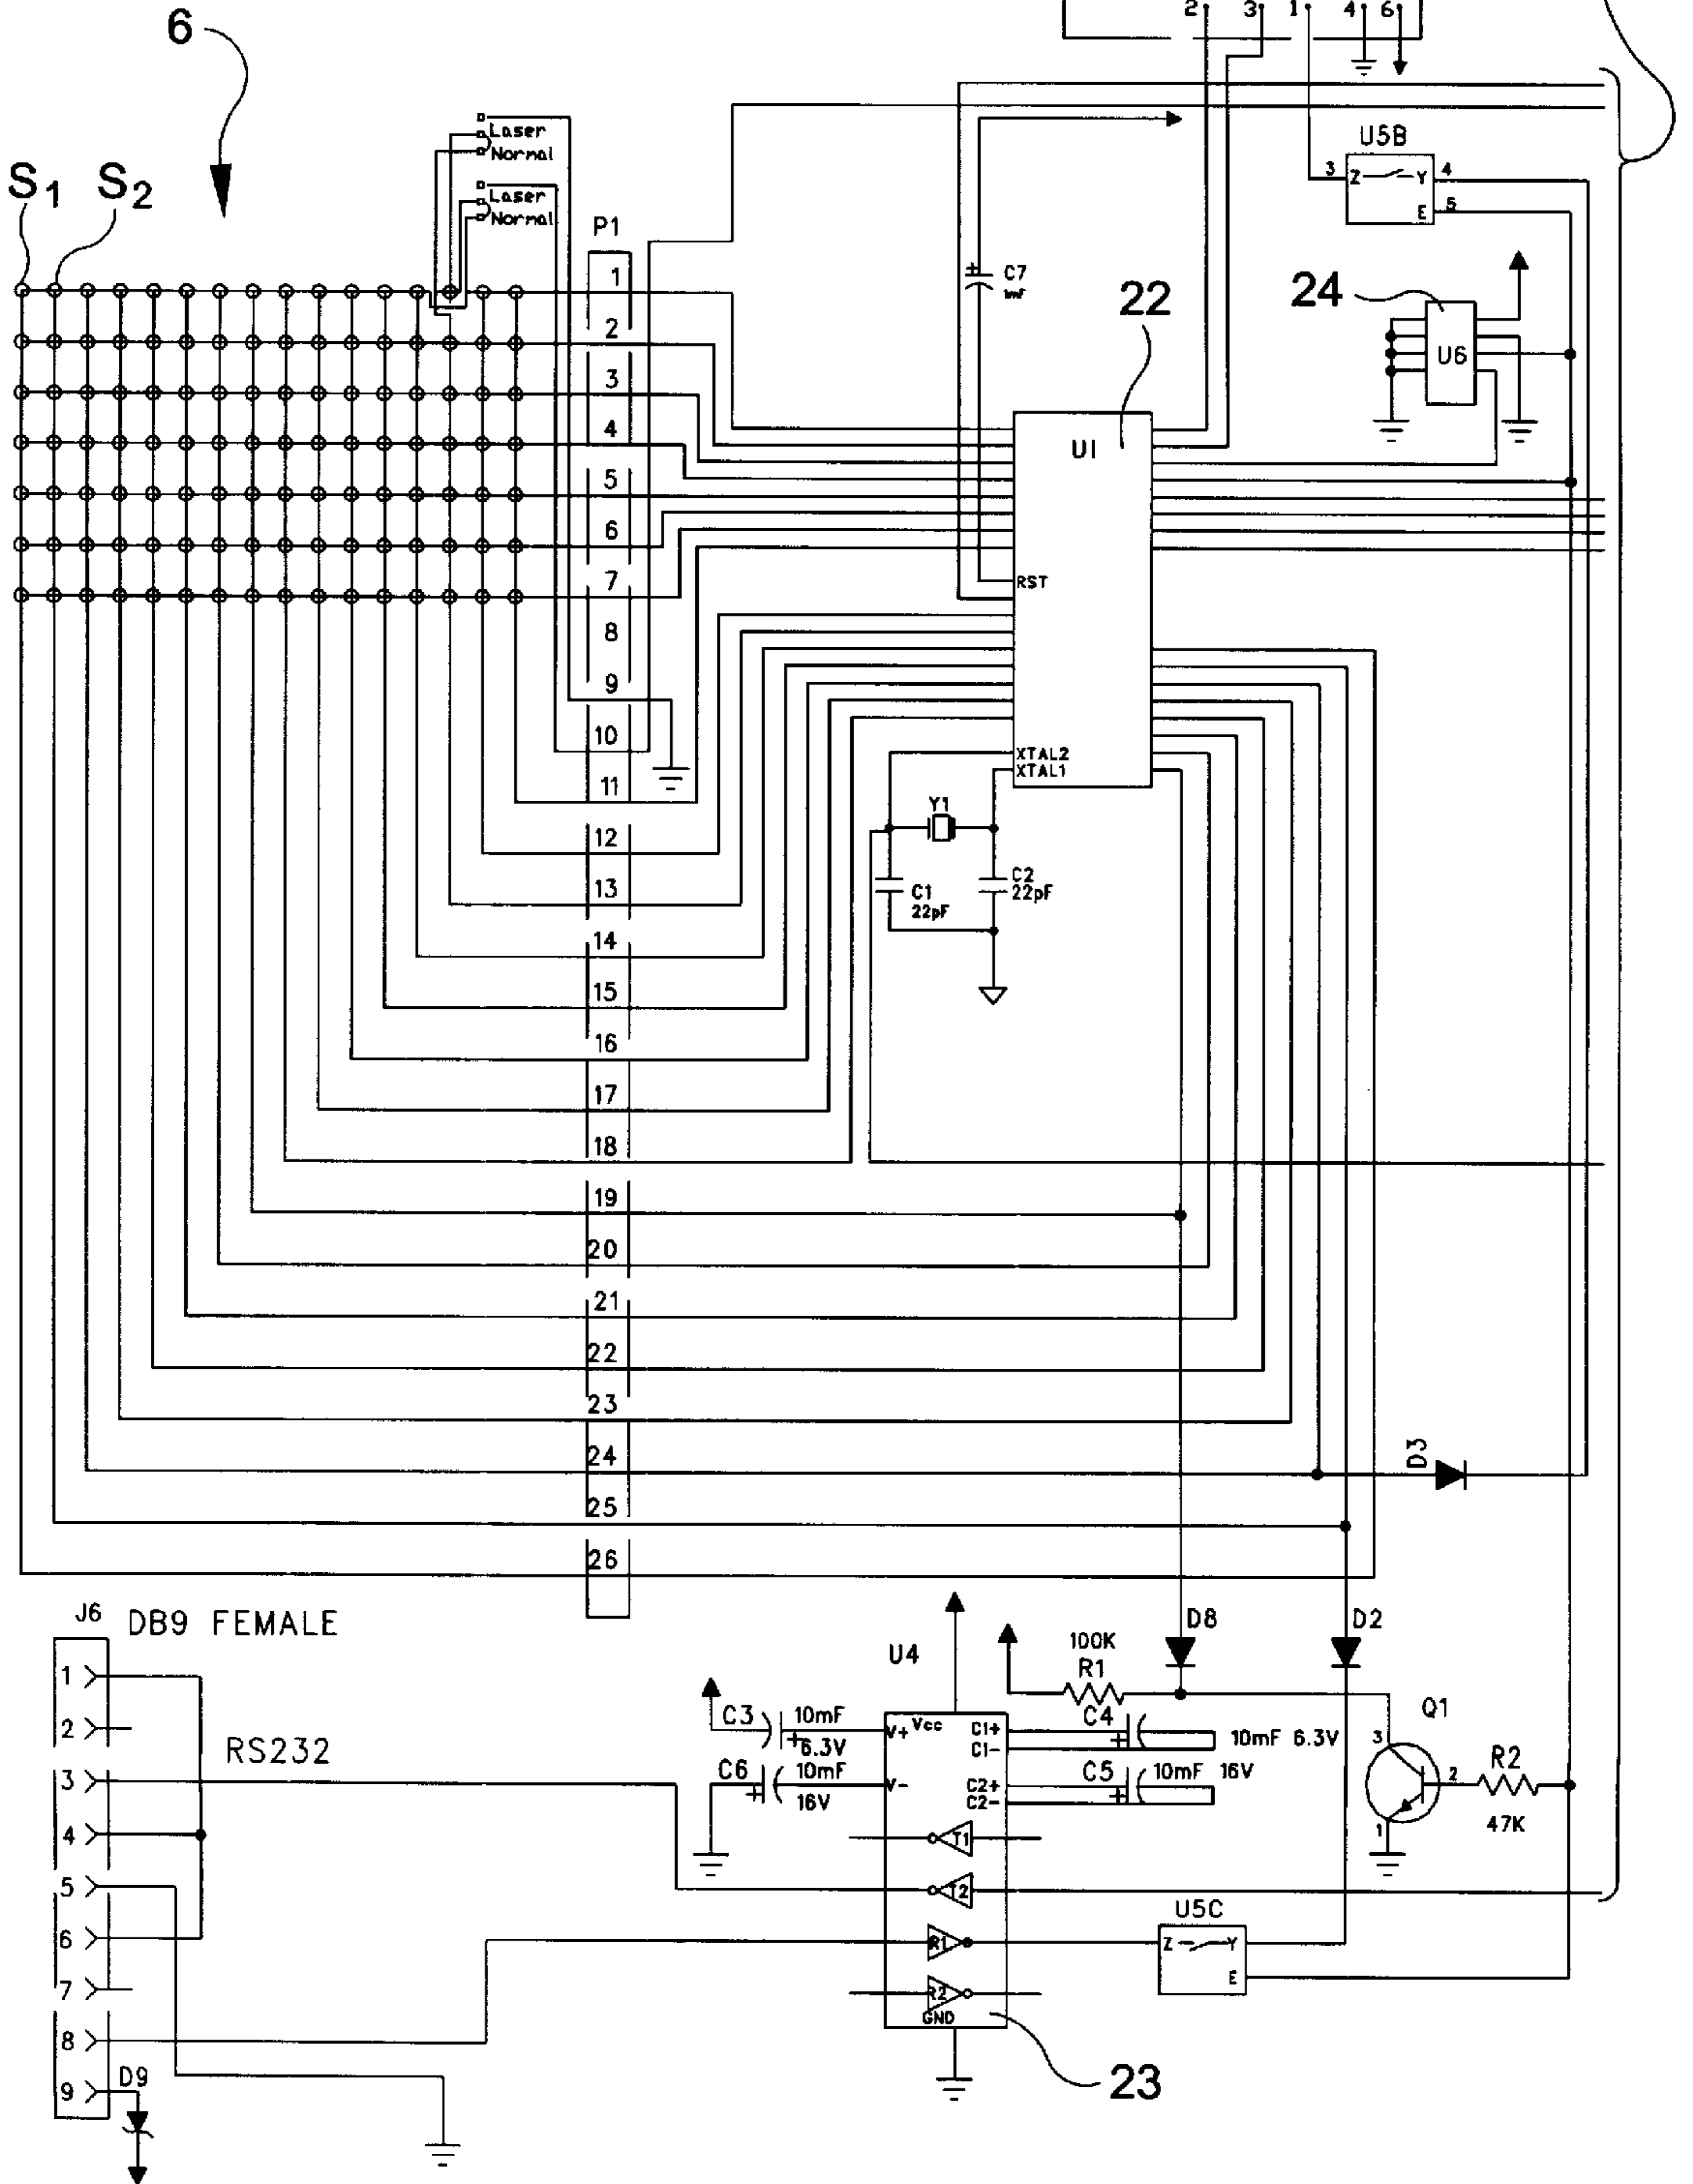 6
2 3 1 4 6
Laser
Normal
Laser
Normal
S1 S2
P1
U5B
3 Z Y 4
E 5
C7
24
U6
22
U1
1
2
3
4
5
6
7
8
9
10
11
12
13
14
15
16
17
18
19
20
21
22
23
24
25
26
RST
XTAL2
XTAL1
Y1
C1
22pF
C2
22pF
D3
J6 DB9 FEMALE
1
2
3
4
5
6
7
8
9
RS232
D9
U4
100K
R1
D8
D2
C3 10mF
6.3V
C6 10mF
16V
V+ Vcc C1+
C1-
V- C2+
C2-
C4
10mF 6.3V
C5 10mF 16V
T1
T2
R1
R2
GND
Q1
3
2
1
R2
47K
U5C
Z Y
E
23